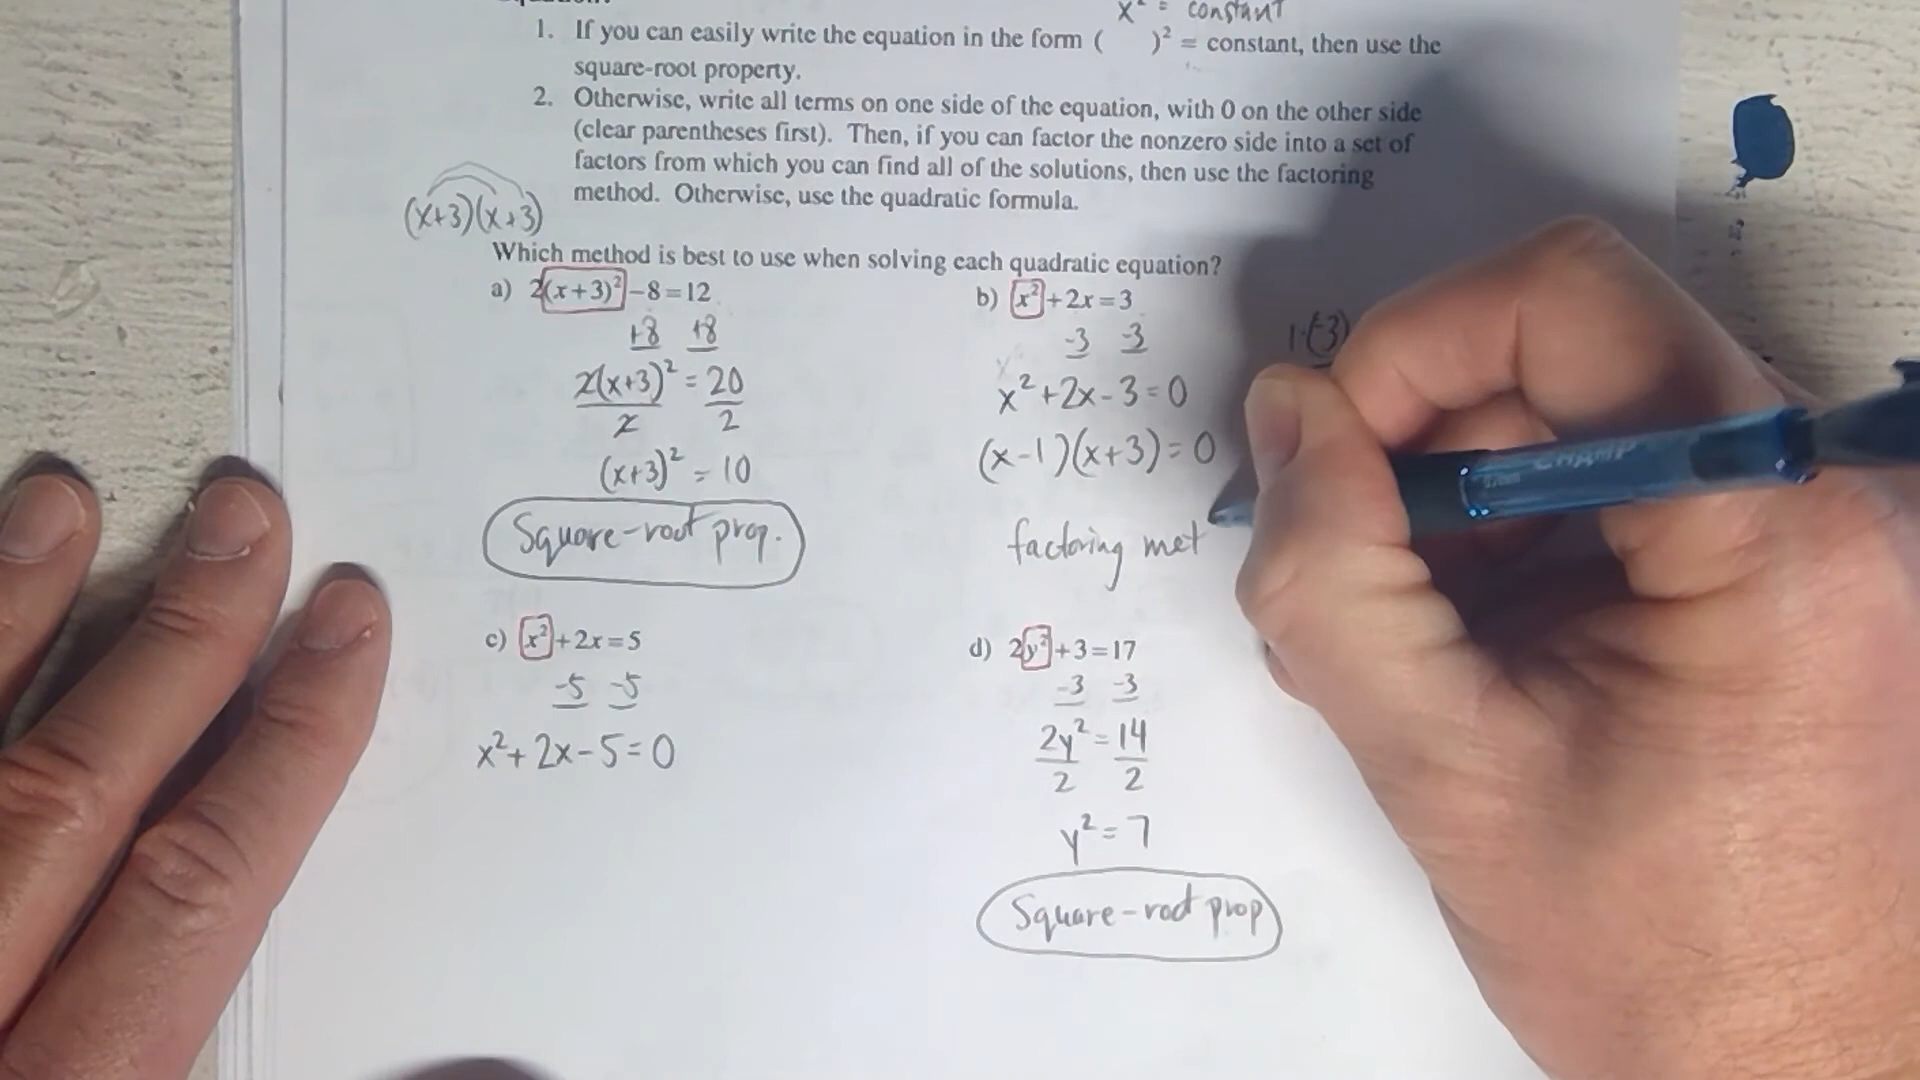 x² = constant
1. If you can easily write the equation in the form (      )² = constant, then use the
square-root property.
2. Otherwise, write all terms on one side of the equation, with 0 on the other side
(clear parentheses first). Then, if you can factor the nonzero side into a set of
factors from which you can find all of the solutions, then use the factoring
method. Otherwise, use the quadratic formula.
(x+3)(x+3)
Which method is best to use when solving each quadratic equation?
a) 2(x+3)²-8=12
+8 +8
2(x+3)² = 20
2 2
(x+3)² = 10
Square-root prop.
b) x²+2x=3
-3 -3
1·(-3)
x²+2x-3=0
(x-1)(x+3)=0
factoring met
c) x²+2x=5
-5 -5
x²+2x-5=0
d) 2y²+3=17
-3 -3
2y² = 14
2 2
y² = 7
Square-root prop